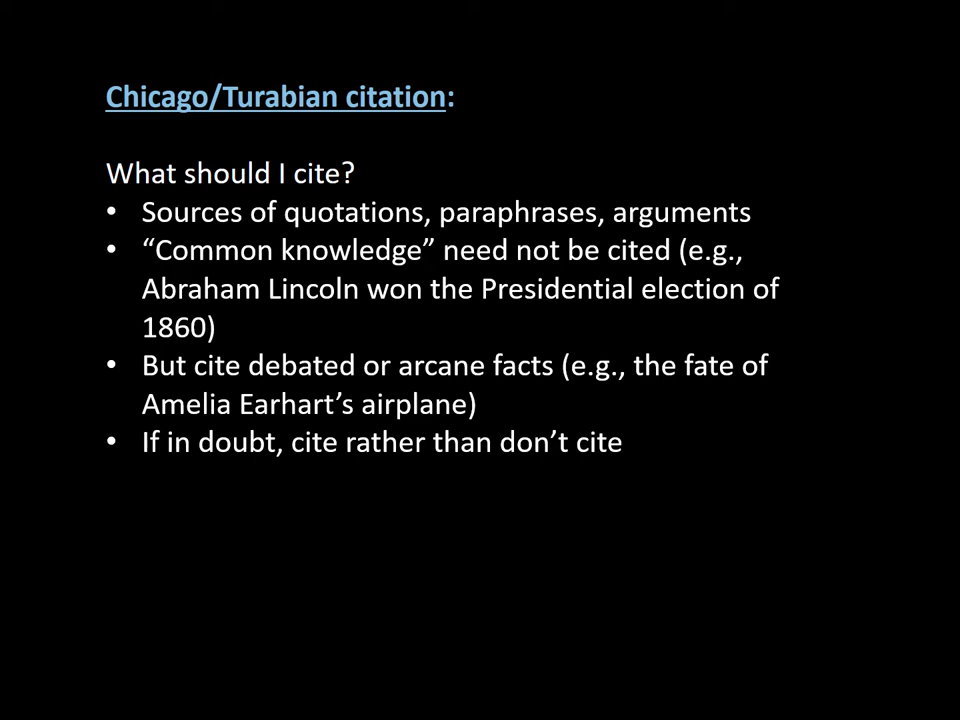 Chicago/Turabian citation:
What should I cite?
• Sources of quotations, paraphrases, arguments
• “Common knowledge” need not be cited (e.g.,
Abraham Lincoln won the Presidential election of
1860)
• But cite debated or arcane facts (e.g., the fate of
Amelia Earhart’s airplane)
• If in doubt, cite rather than don’t cite